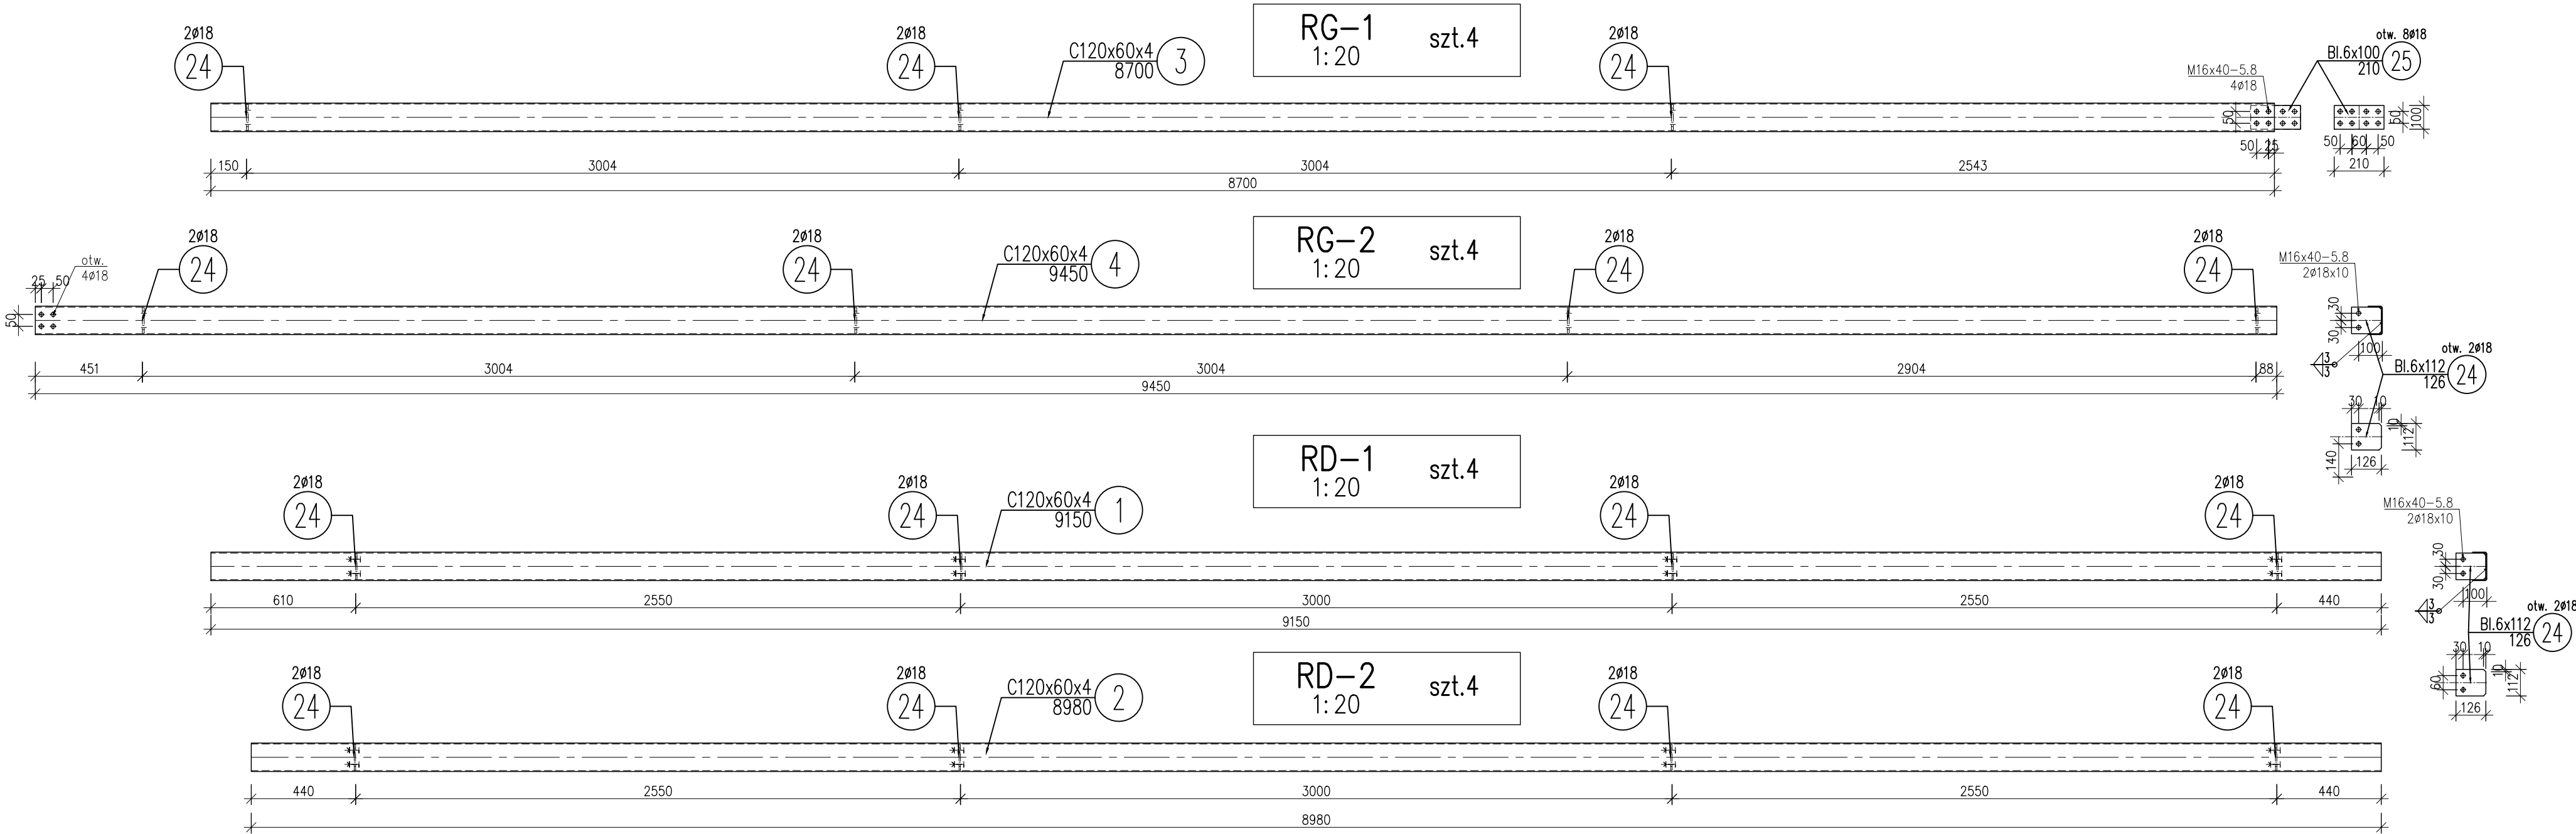 RG-1 szt.4
1:20
2ø18
24
2ø18
24
C120x60x4
8700
3
2ø18
24
M16x40-5.8
4ø18
otw. 8ø18
Bl.6x100
210
25
50
50
100
50 25
50 60 50
210
150 3004 3004 2543
8700
RG-2 szt.4
1:20
otw.
4ø18
25 50
50
2ø18
24
2ø18
24
C120x60x4
9450
4
2ø18
24
2ø18
24
M16x40-5.8
2ø18x10
30
30
100
3
3
otw. 2ø18
Bl.6x112
126
24
30 10
10
112
140
126
451 3004 3004 2904 88
9450
RD-1 szt.4
1:20
2ø18
24
2ø18
24
C120x60x4
9150
1
2ø18
24
2ø18
24
M16x40-5.8
2ø18x10
30
30
100
3
3
otw. 2ø18
Bl.6x112
126
24
30 10
10
112
60
126
610 2550 3000 2550 440
9150
RD-2 szt.4
1:20
2ø18
24
2ø18
24
C120x60x4
8980
2
2ø18
24
2ø18
24
440 2550 3000 2550 440
8980